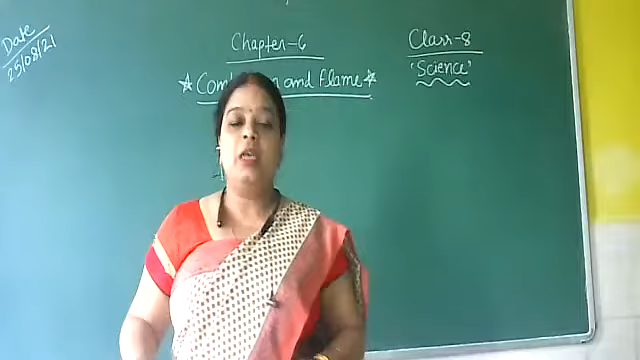 Date
25/08/21
Chapter-6
Class-8
'Science'
and Flame